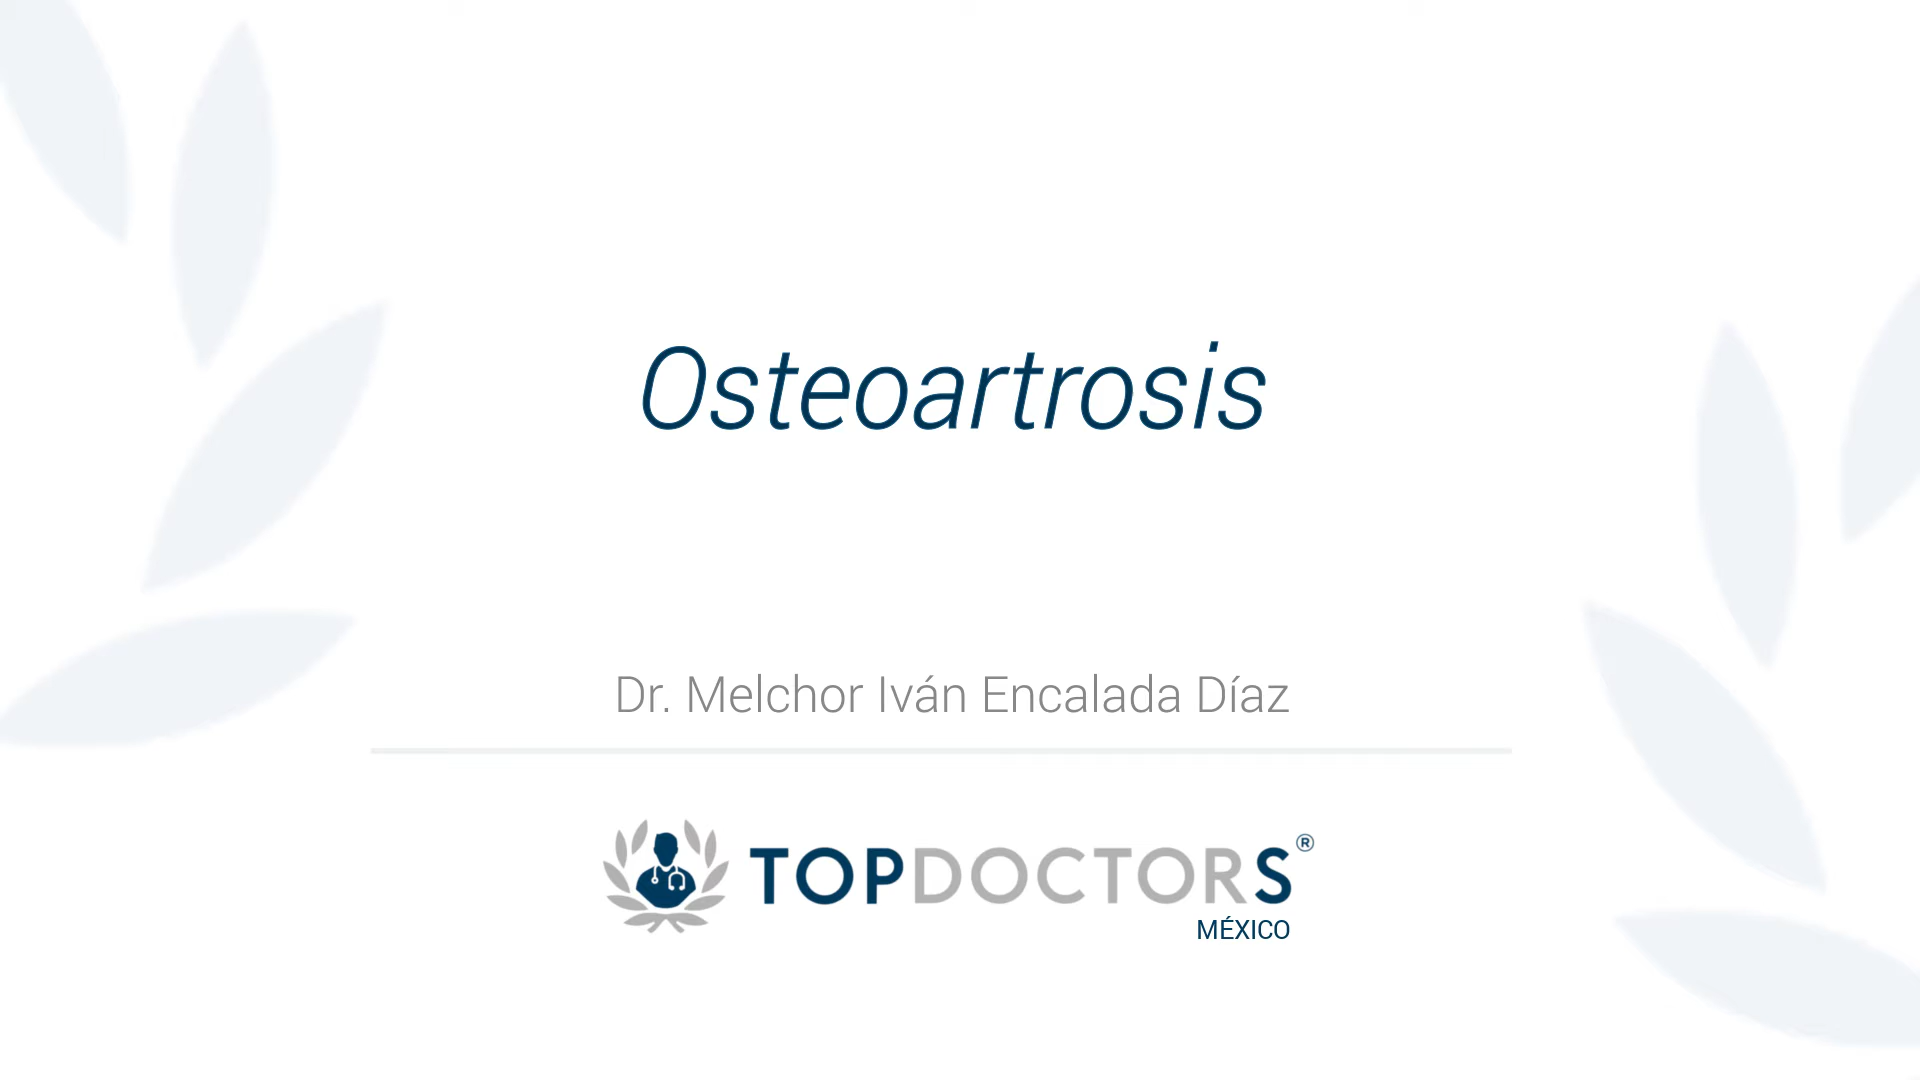 Osteoartrosis
Dr. Melchor Iván Encalada Díaz
TOPDOCTORS®
MÉXICO